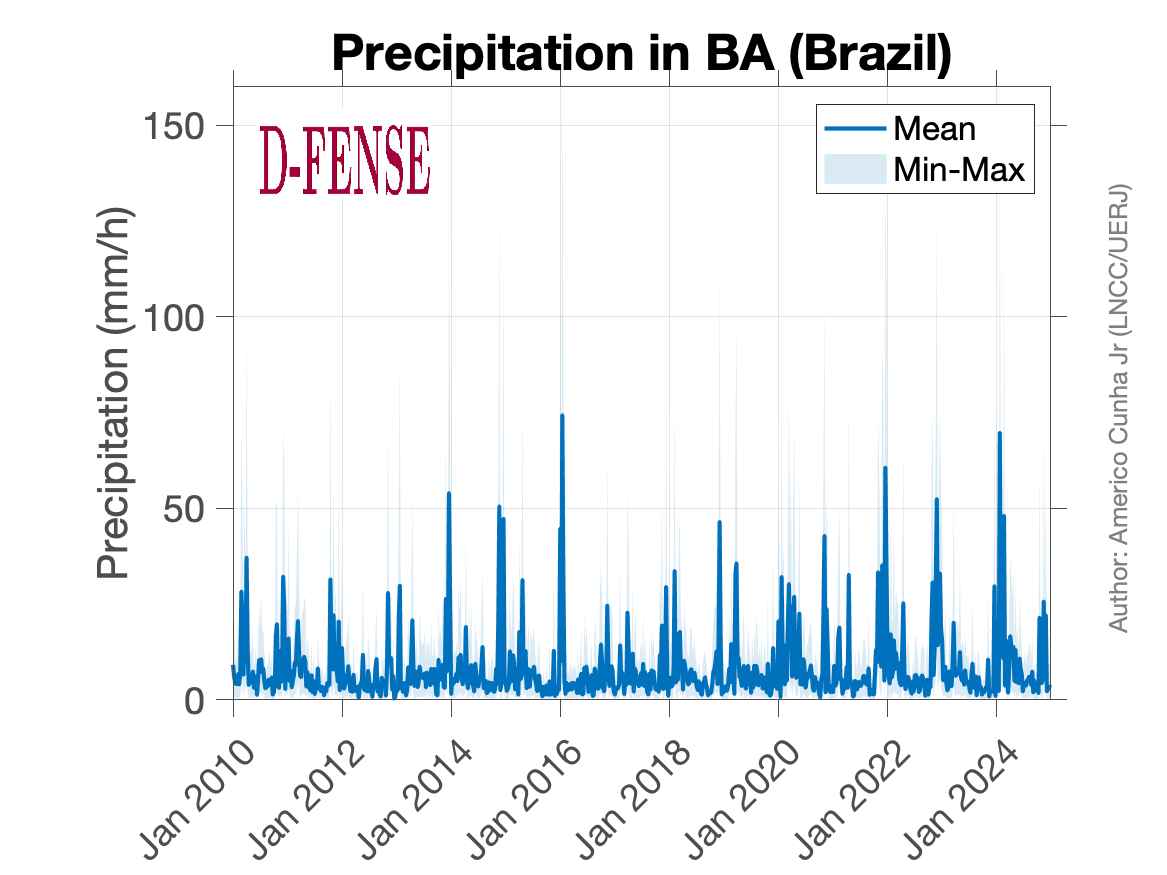 Precipitation in BA (Brazil)
D-FENSE
Mean
Min-Max
Precipitation (mm/h)
150
100
50
0
Jan 2010
Jan 2012
Jan 2014
Jan 2016
Jan 2018
Jan 2020
Jan 2022
Jan 2024
Author: Americo Cunha Jr (LNCC/UERJ)